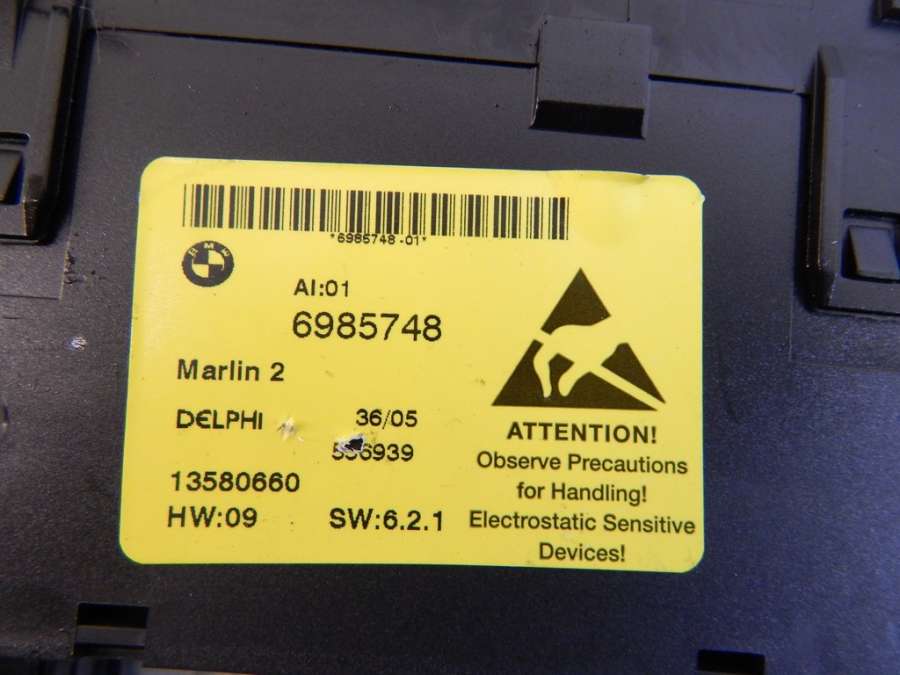 *6985748-01*
BMW
AI:01
6985748
Marlin 2
DELPHI 36/05
13580660
HW:09 SW:6.2.1
ATTENTION!
Observe Precautions
for Handling!
Electrostatic Sensitive
Devices!